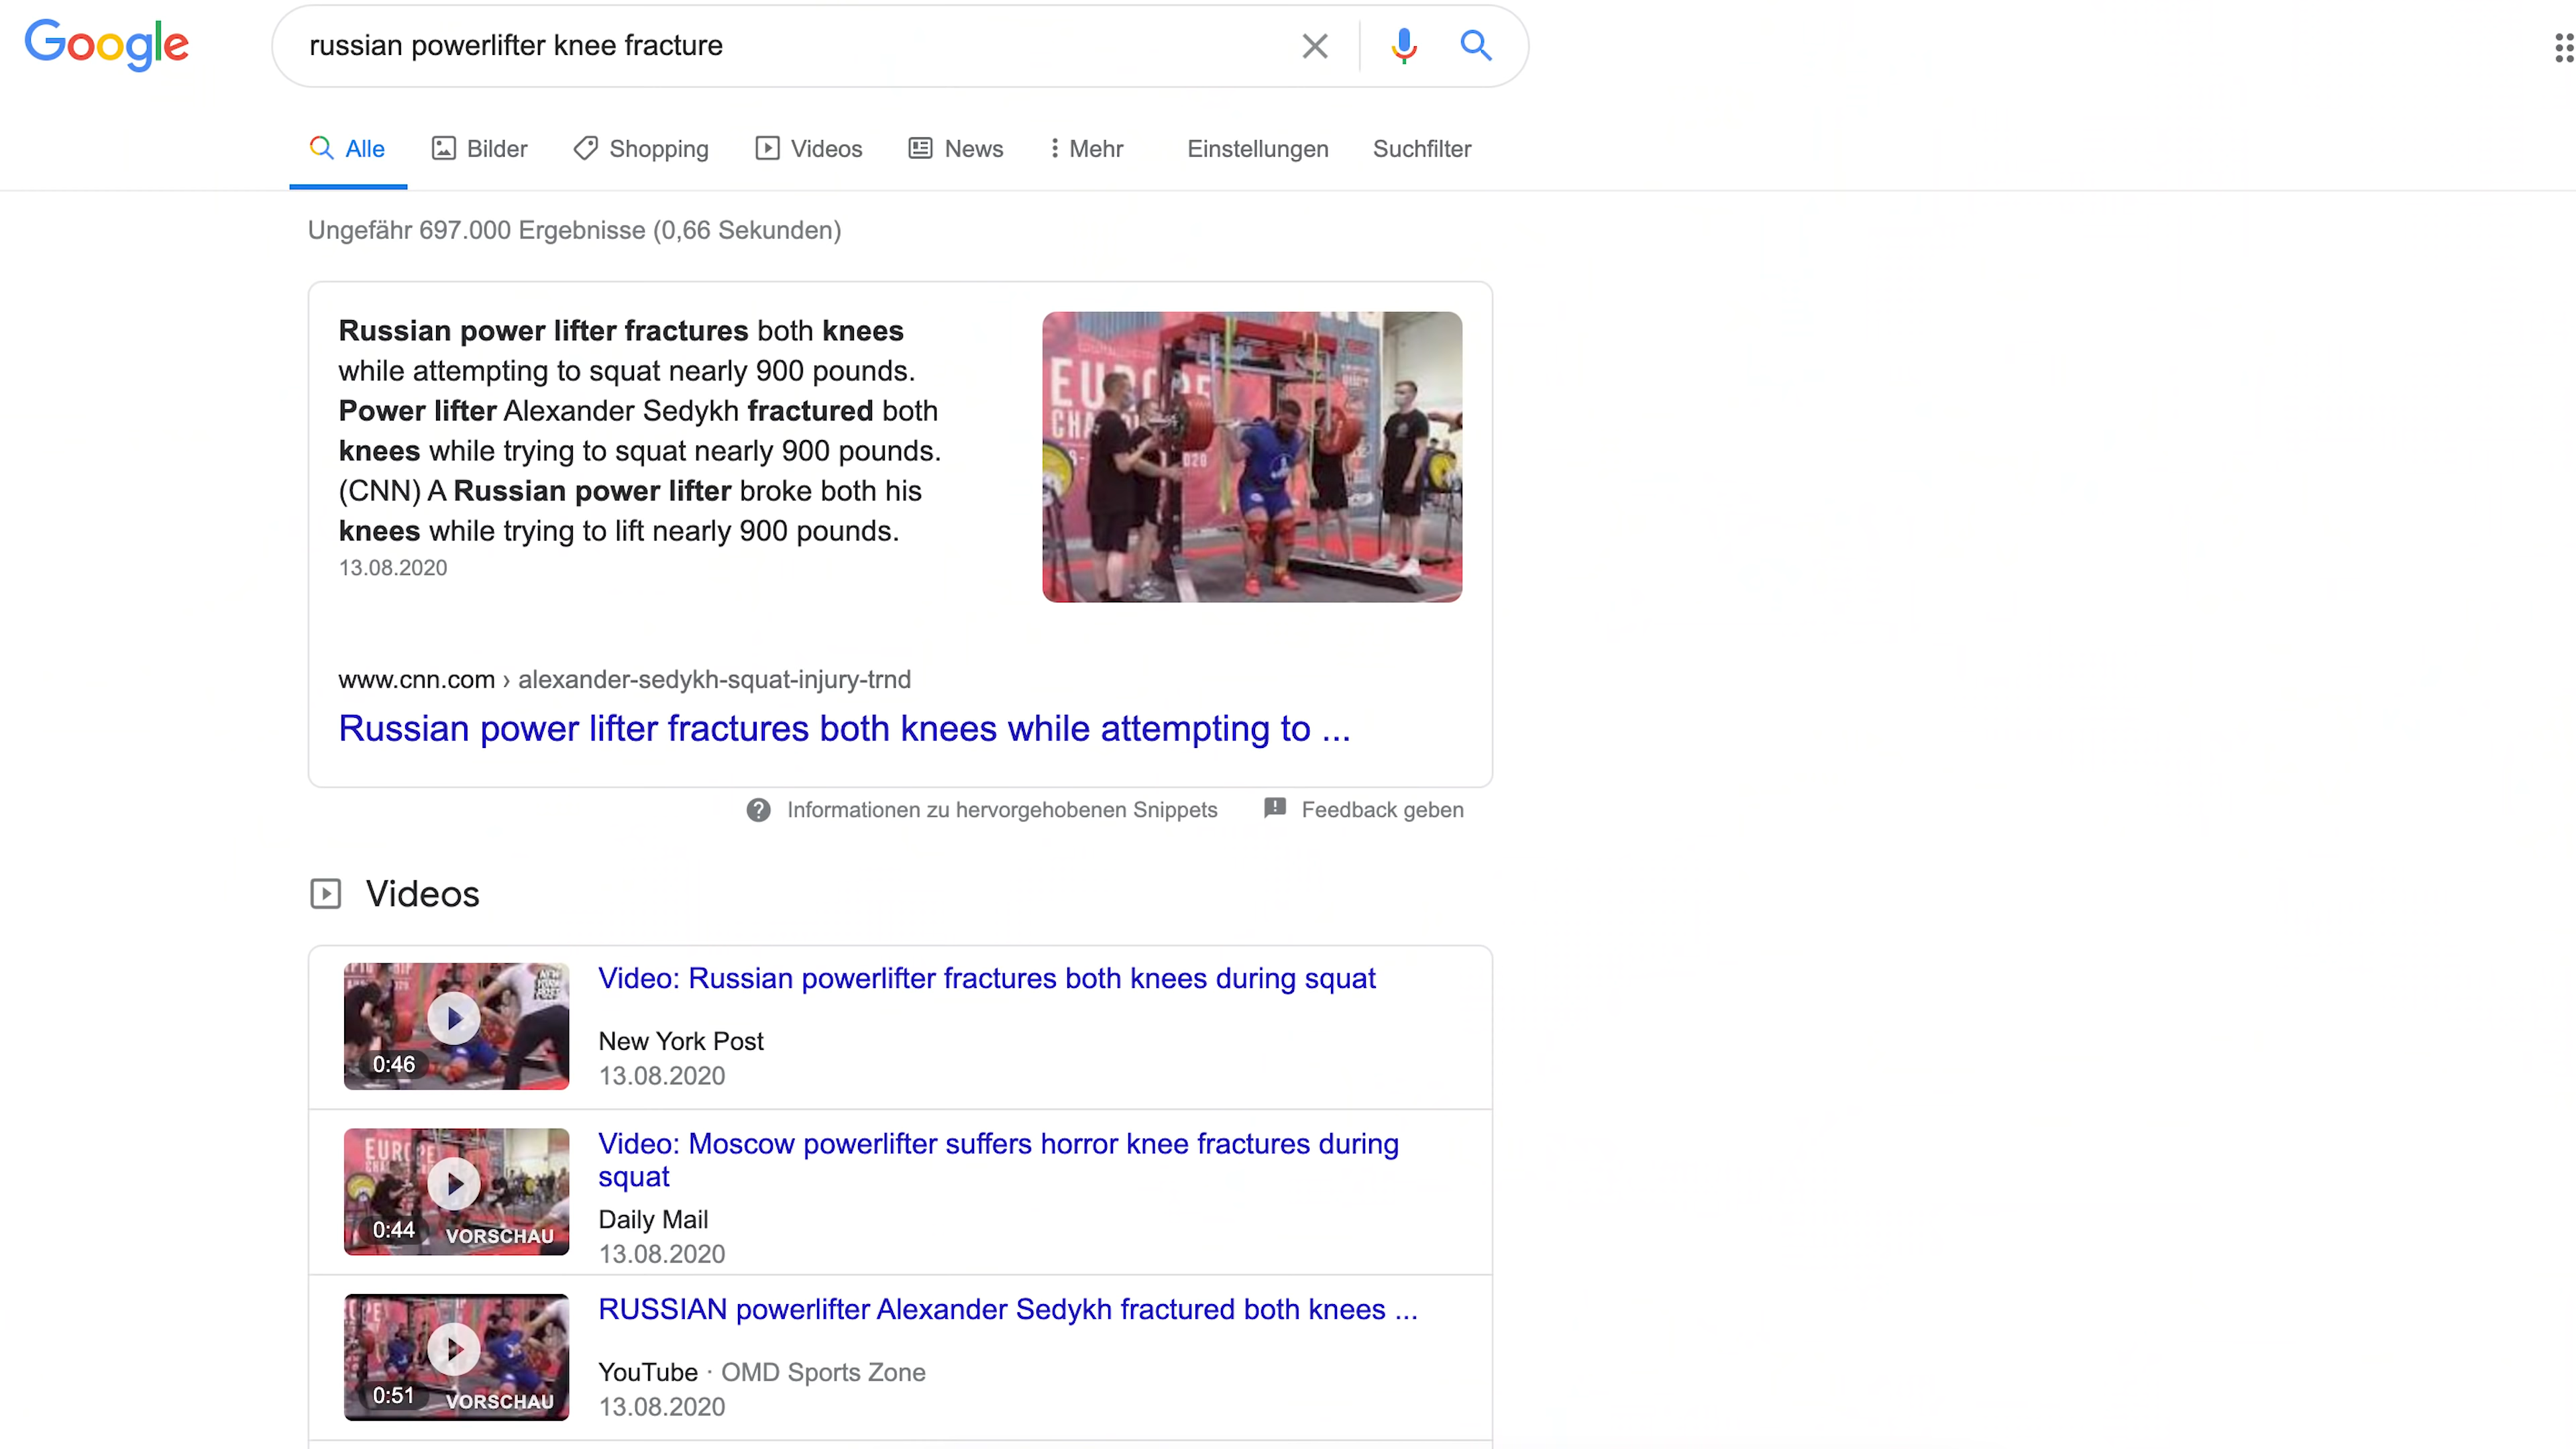 Google
russian powerlifter knee fracture
Alle Bilder Shopping Videos News Mehr Einstellungen Suchfilter
Ungefähr 697.000 Ergebnisse (0,66 Sekunden)
Russian power lifter fractures both knees
while attempting to squat nearly 900 pounds.
Power lifter Alexander Sedykh fractured both
knees while trying to squat nearly 900 pounds.
(CNN) A Russian power lifter broke both his
knees while trying to lift nearly 900 pounds.
13.08.2020
EUROPE
www.cnn.com › alexander-sedykh-squat-injury-trnd
Russian power lifter fractures both knees while attempting to ...
Informationen zu hervorgehobenen Snippets Feedback geben
Videos
Video: Russian powerlifter fractures both knees during squat
New York Post
13.08.2020
0:46
Video: Moscow powerlifter suffers horror knee fractures during
squat
Daily Mail
13.08.2020
0:44 VORSCHAU
RUSSIAN powerlifter Alexander Sedykh fractured both knees ...
YouTube · OMD Sports Zone
13.08.2020
0:51 VORSCHAU